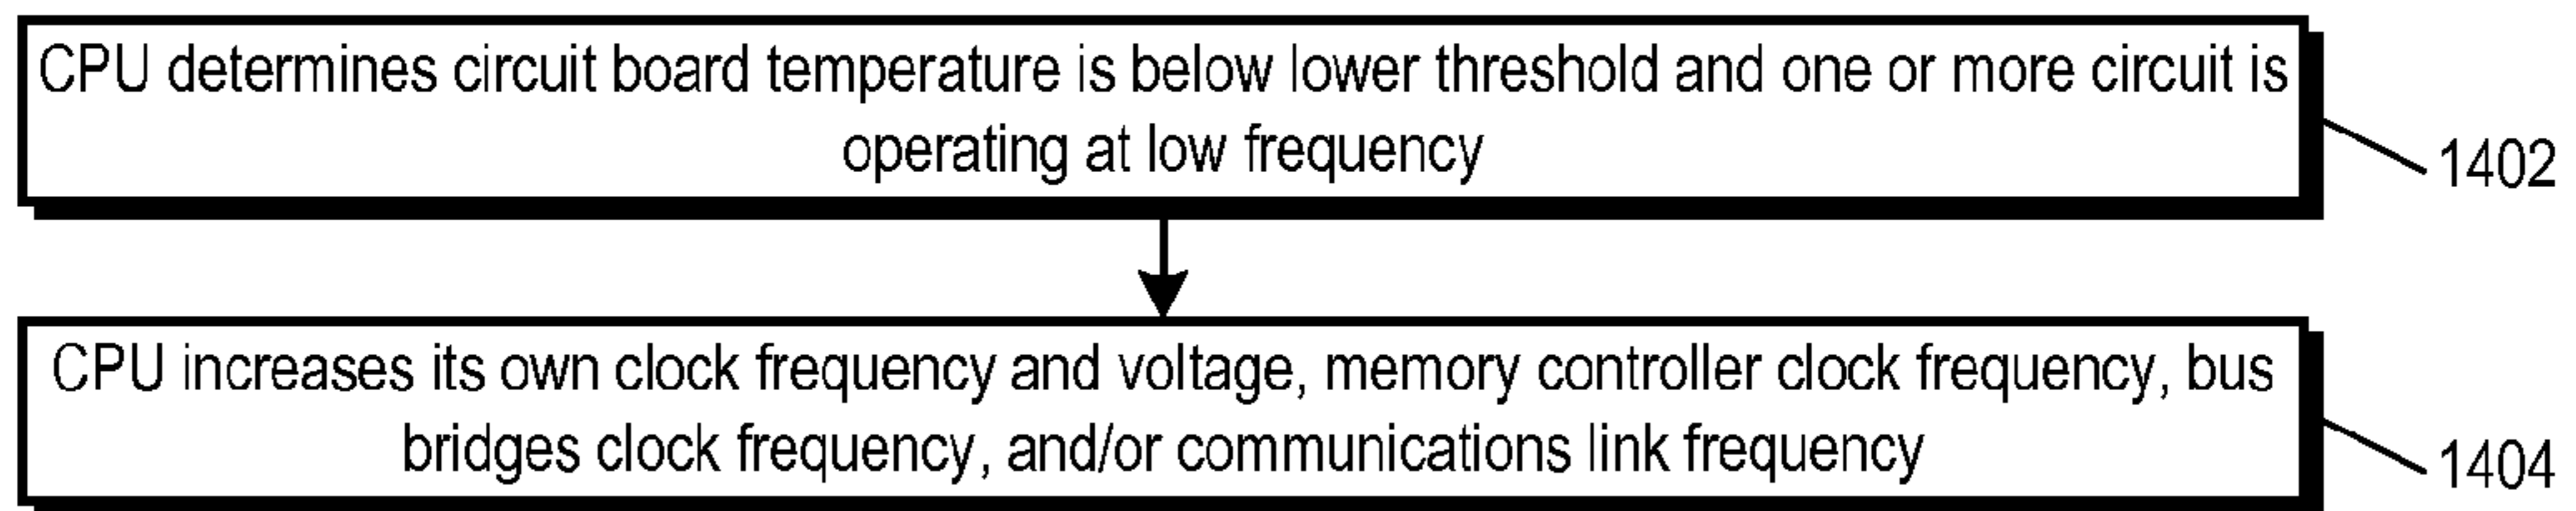 CPU determines circuit board temperature is below lower threshold and one or more circuit is
operating at low frequency
1402
CPU increases its own clock frequency and voltage, memory controller clock frequency, bus
bridges clock frequency, and/or communications link frequency
1404